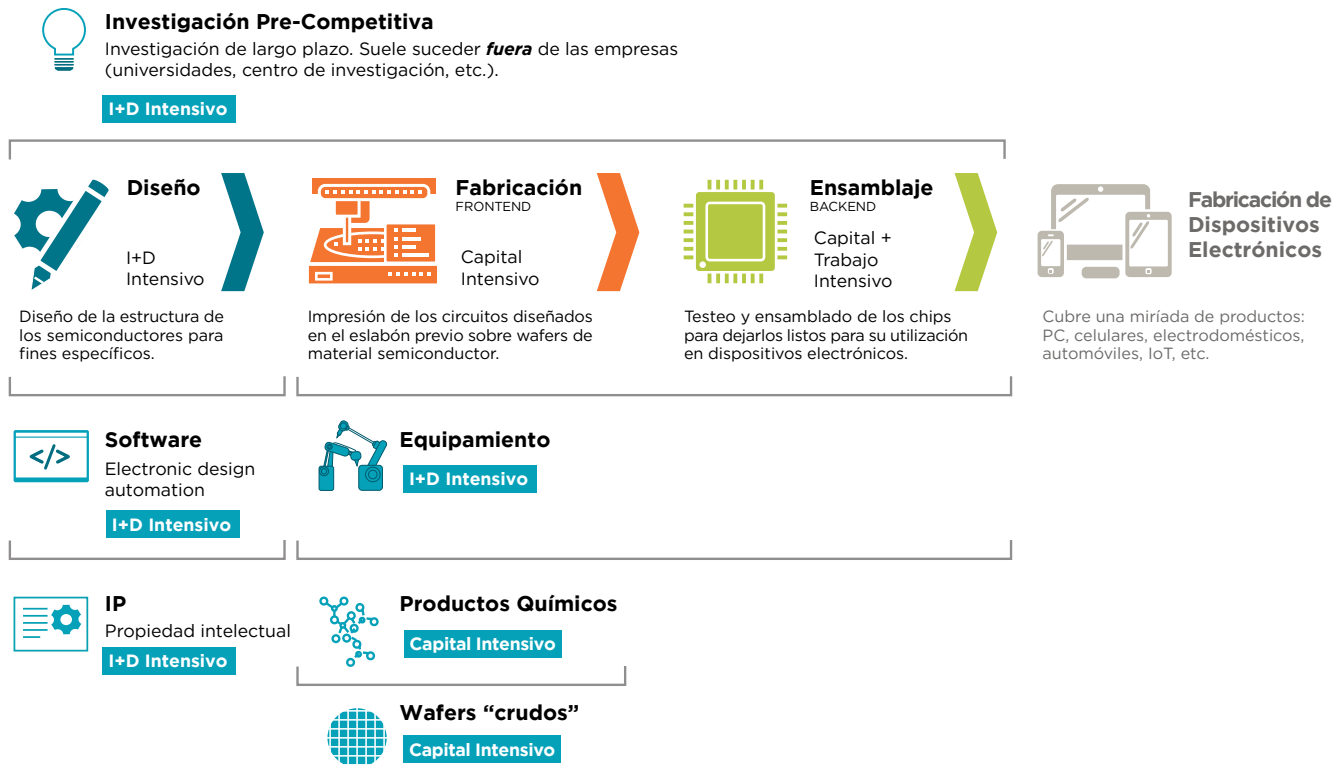 Investigación Pre-Competitiva
Investigación de largo plazo. Suele suceder fuera de las empresas
(universidades, centro de investigación, etc.).
I+D Intensivo
Diseño
I+D
Intensivo
Diseño de la estructura de
los semiconductores para
fines específicos.
Fabricación
FRONTEND
Capital
Intensivo
Impresión de los circuitos diseñados
en el eslabón previo sobre wafers de
material semiconductor.
Ensamblaje
BACKEND
Capital +
Trabajo
Intensivo
Testeo y ensamblado de los chips
para dejarlos listos para su utilización
en dispositivos electrónicos.
Fabricación de
Dispositivos
Electrónicos
Cubre una miríada de productos:
PC, celulares, electrodomésticos,
automóviles, IoT, etc.
</>
Software
Electronic design
automation
I+D Intensivo
Equipamiento
I+D Intensivo
IP
Propiedad intelectual
I+D Intensivo
Productos Químicos
Capital Intensivo
Wafers “crudos”
Capital Intensivo